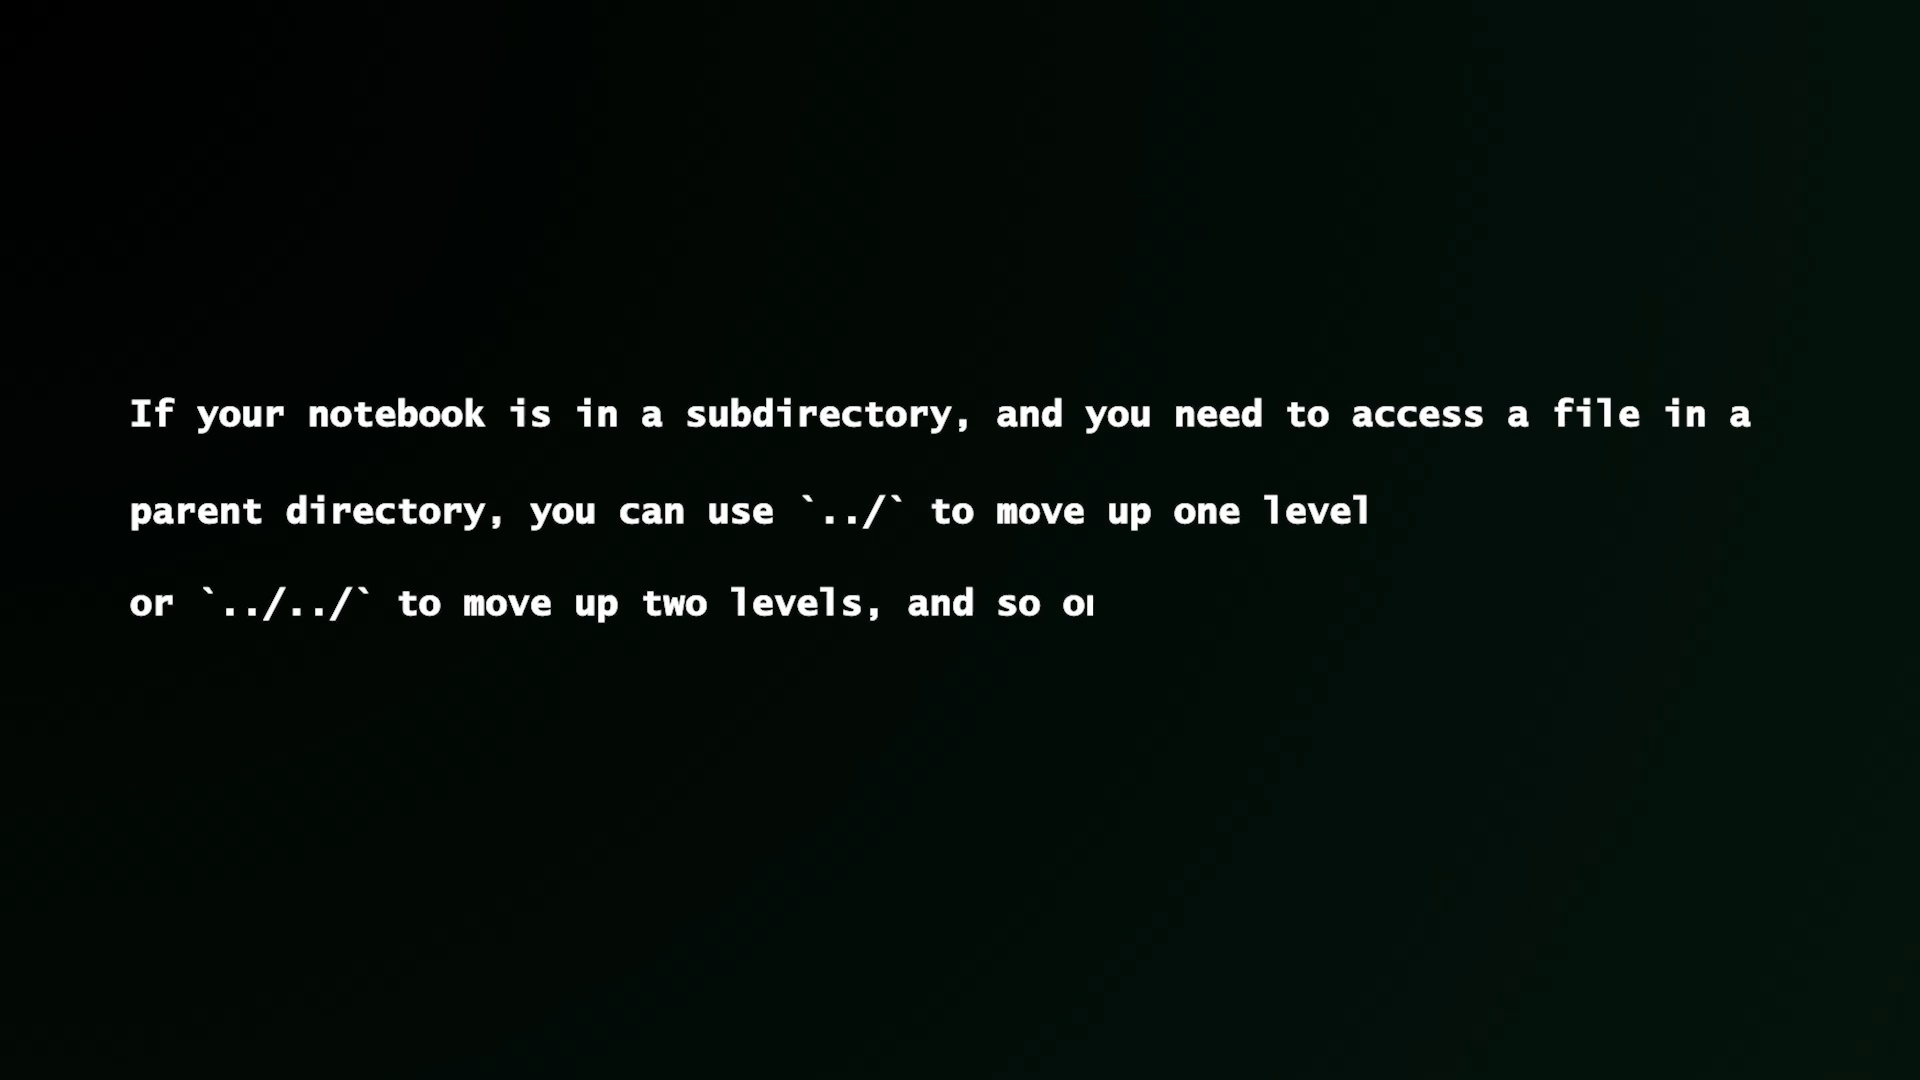 If your notebook is in a subdirectory, and you need to access a file in a
parent directory, you can use `../` to move up one level
or `../../` to move up two levels, and so